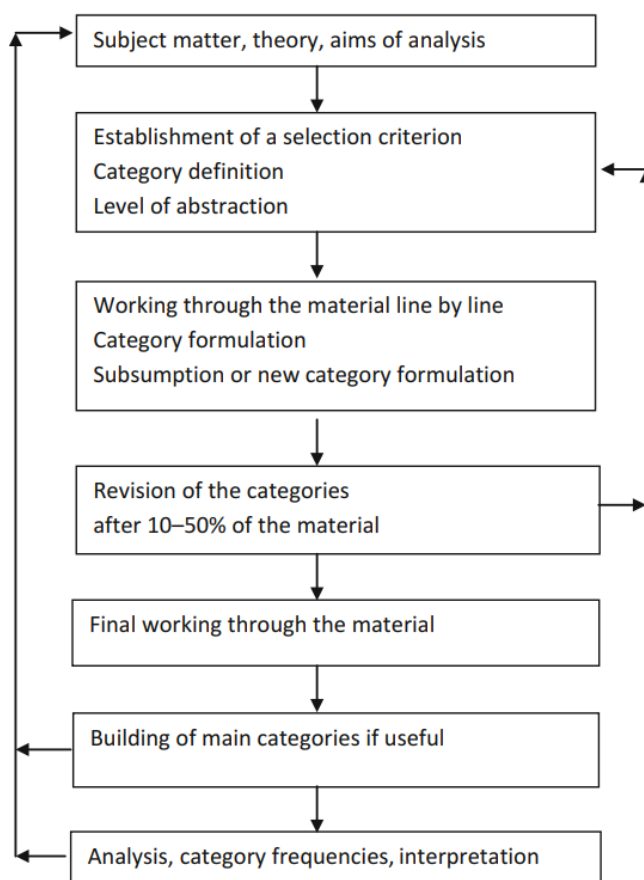 Subject matter, theory, aims of analysis
Establishment of a selection criterion
Category definition
Level of abstraction
Working through the material line by line
Category formulation
Subsumption or new category formulation
Revision of the categories
after 10–50% of the material
Final working through the material
Building of main categories if useful
Analysis, category frequencies, interpretation